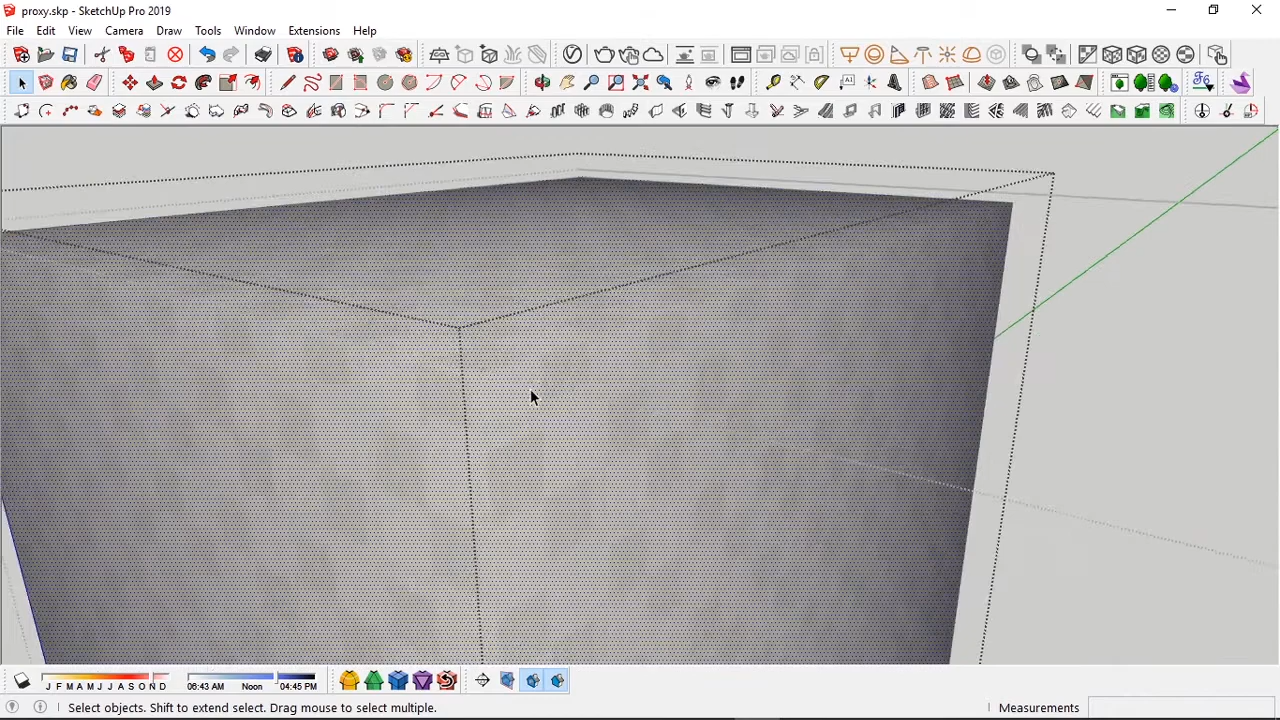 proxy.skp - SketchUp Pro 2019
File Edit View Camera Draw Tools Window Extensions Help
J F M A M J J A S O N D 06:43 AM Noon 04:45 PM
Select objects. Shift to extend select. Drag mouse to select multiple. Measurements